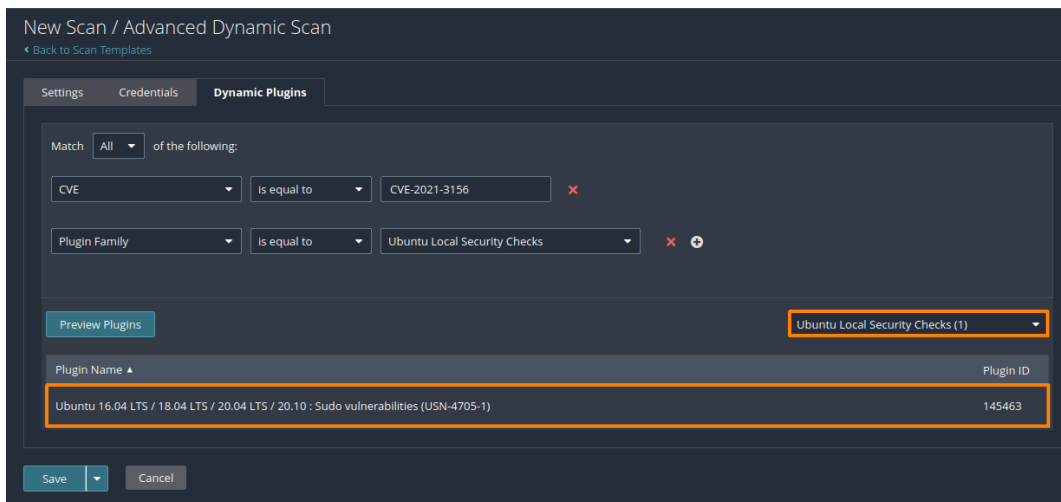 New Scan / Advanced Dynamic Scan
Back to Scan Templates
Settings Credentials Dynamic Plugins
Match All of the following:
CVE is equal to CVE-2021-3156
Plugin Family is equal to Ubuntu Local Security Checks
Preview Plugins Ubuntu Local Security Checks (1)
Plugin Name Plugin ID
Ubuntu 16.04 LTS / 18.04 LTS / 20.04 LTS / 20.10 : Sudo vulnerabilities (USN-4705-1) 145463
Save Cancel